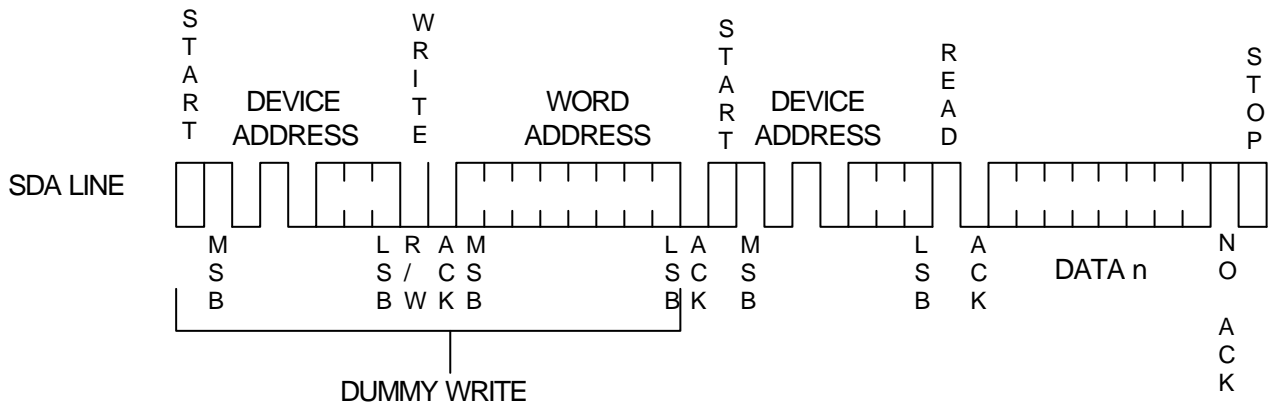 START
WRITE
START
READ
STOP
DEVICE
ADDRESS
WORD
ADDRESS
DEVICE
ADDRESS
SDA LINE
MSB
LSB
R/W
ACK
MSB
LSB
ACK
MSB
LSB
ACK
DATA n
NO ACK
DUMMY WRITE